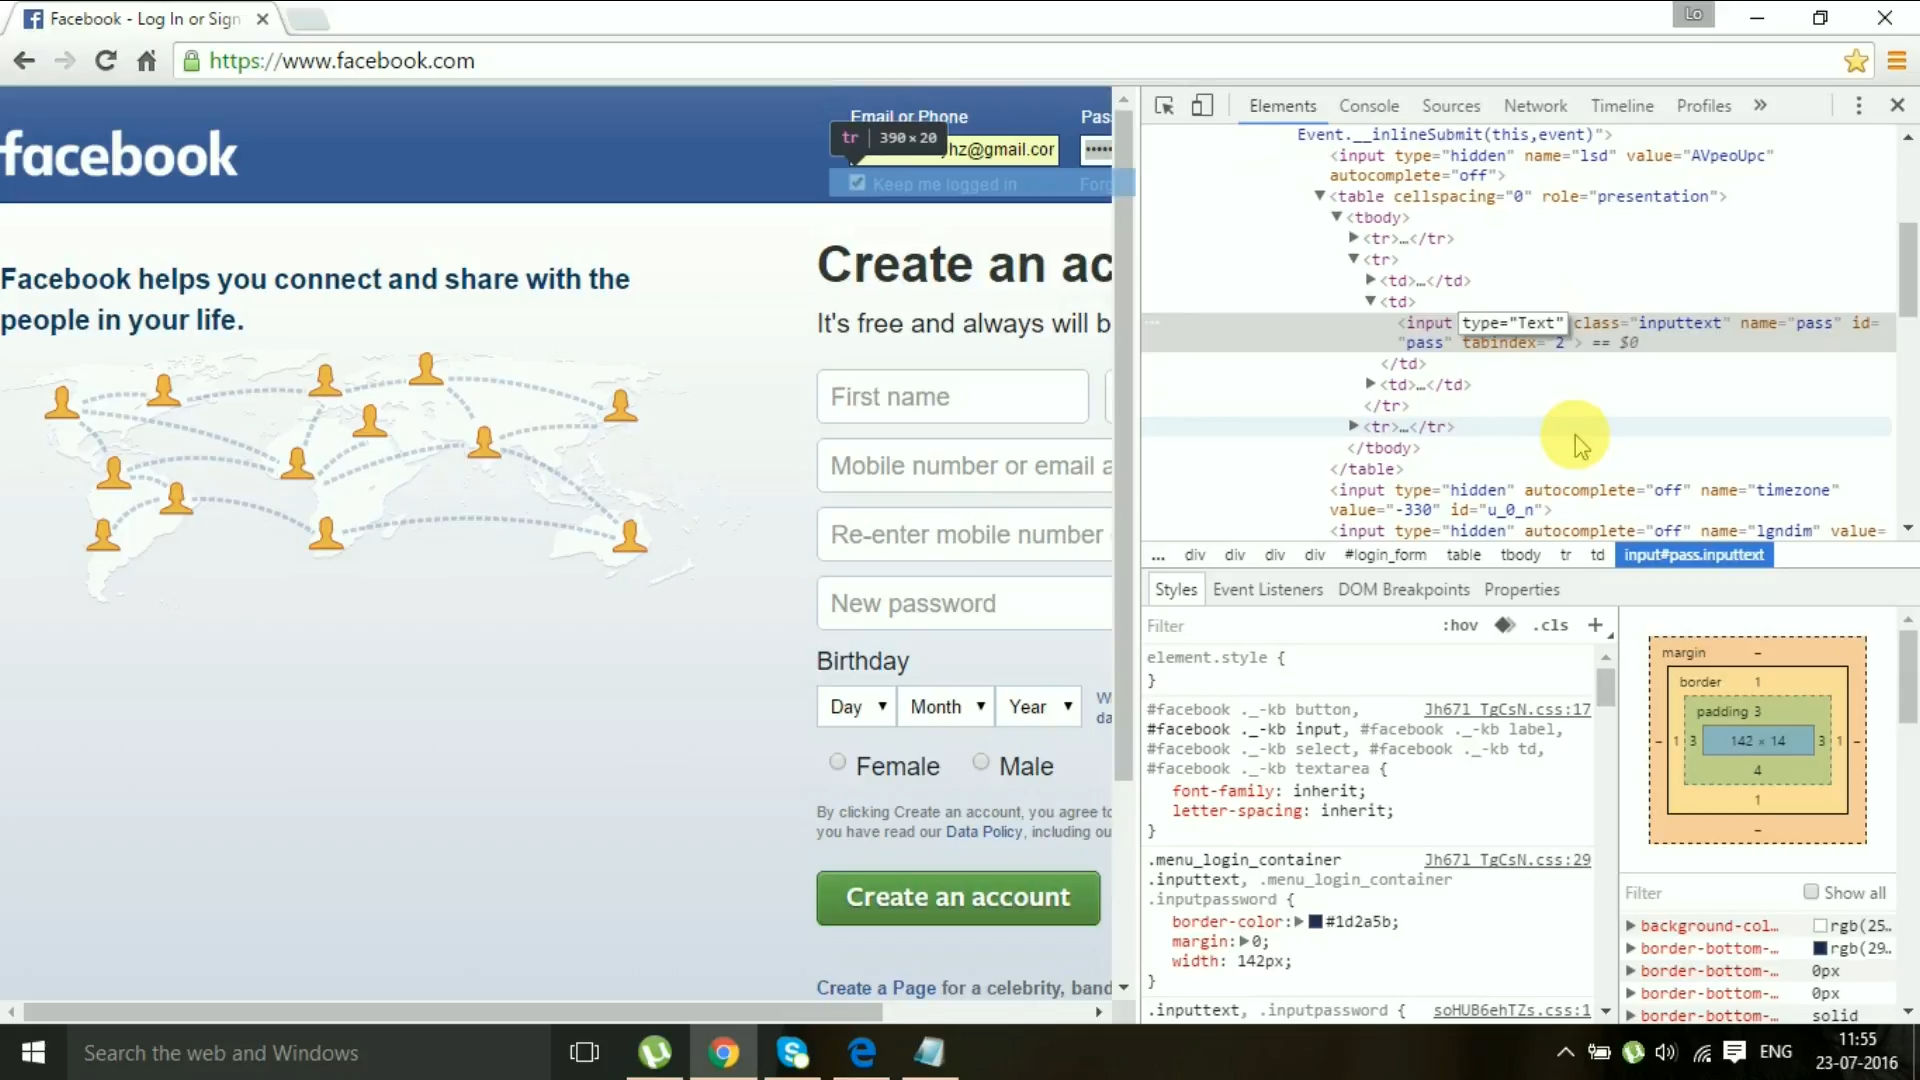 Facebook - Log In or Sign
Lo
https://www.facebook.com
facebook
Email or Phone
tr 390×20
yhz@gmail.cor
Keep me logged in
Facebook helps you connect and share with the
people in your life.
Create an ac
It's free and always will b
First name
Mobile number or email a
Re-enter mobile number
New password
Birthday
Day Month Year
Female Male
By clicking Create an account, you agree to
you have read our Data Policy, including
Create an account
Create a Page for a celebrity, band
Elements Console Sources Network Timeline Profiles »
Event.__inlineSubmit(this,event)">
<input type="hidden" name="lsd" value="AVpeoUpc"
autocomplete="off">
▼<table cellspacing="0" role="presentation">
▼<tbody>
▶<tr>…</tr>
▼<tr>
▶<td>…</td>
▼<td>
<input type="Text" class="inputtext" name="pass" id=
"pass" tabindex="2"> == $0
</td>
▶<td>…</td>
</tr>
▶<tr>…</tr>
</tbody>
</table>
<input type="hidden" autocomplete="off" name="timezone"
value="-330" id="u_0_n">
<input type="hidden" autocomplete="off" name="lgndim" value=
... div div div div #login_form table tbody tr td input#pass.inputtext
Styles Event Listeners DOM Breakpoints Properties
Filter :hov .cls +
element.style {
}
#facebook ._-kb button, Jh67l TgCsN.css:17
#facebook ._-kb input, #facebook ._-kb label,
#facebook ._-kb select, #facebook ._-kb td,
#facebook ._-kb textarea {
font-family: inherit;
letter-spacing: inherit;
}
.menu_login_container Jh67l TgCsN.css:29
.inputtext, .menu_login_container
.inputpassword {
border-color:▶ #1d2a5b;
margin:▶0;
width: 142px;
}
.inputtext, .inputpassword { soHUB6ehTZs.css:1
margin –
border 1
padding 3
– 1 3 142 × 14 3 1 –
4
1
–
Filter Show all
▶ background-col… rgb(25…
▶ border-bottom-… rgb(29…
▶ border-bottom-… 0px
▶ border-bottom-… 0px
▶ border-bottom-… solid
Search the web and Windows
ENG
11:55
23-07-2016